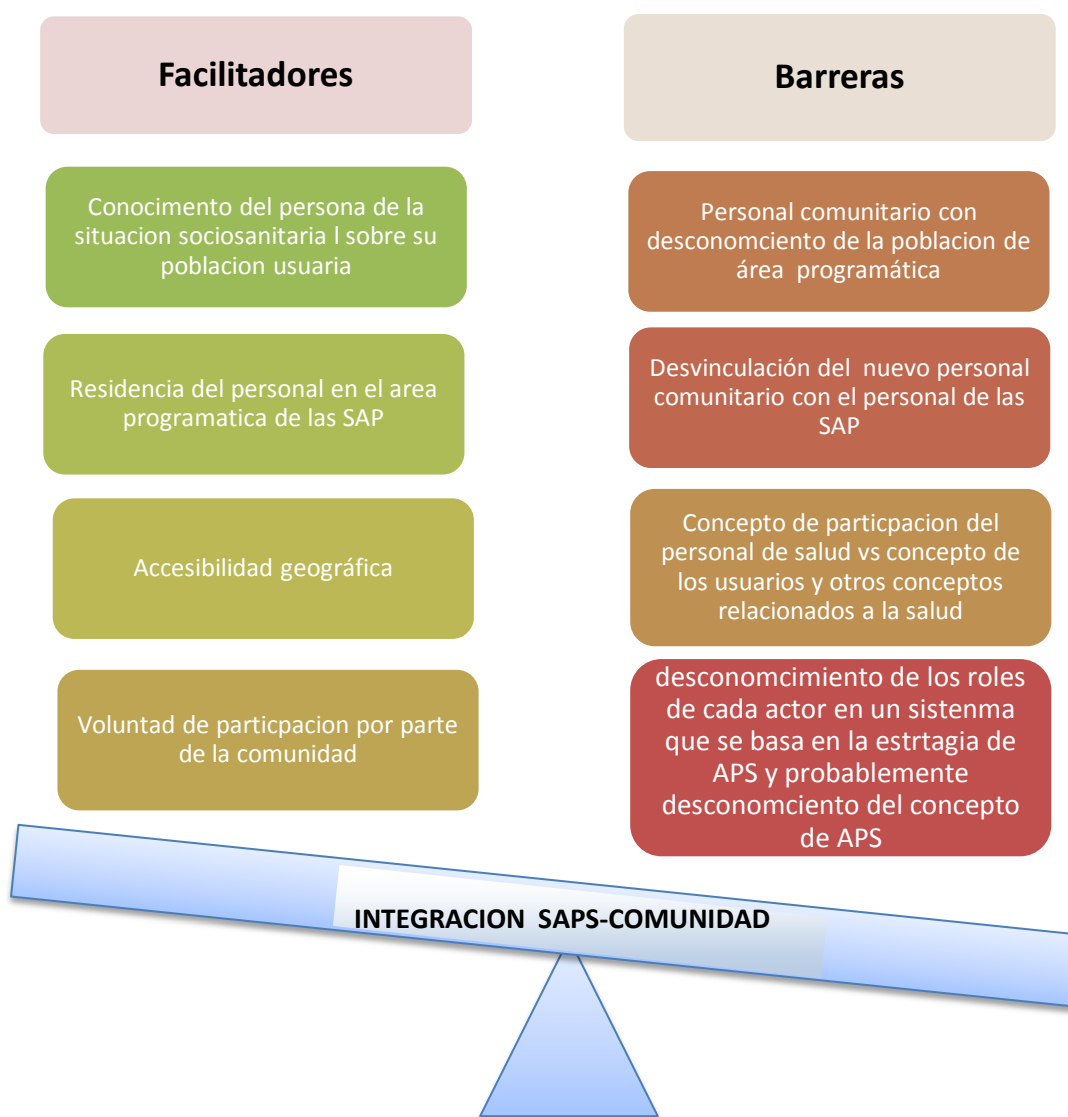 Facilitadores
Conocimento del persona de la
situacion sociosanitaria l sobre su
poblacion usuaria
Residencia del personal en el area
programatica de las SAP
Accesibilidad geográfica
Voluntad de particpacion por parte
de la comunidad
Barreras
Personal comunitario con
desconomciento de la poblacion de
área programática
Desvinculación del nuevo personal
comunitario con el personal de las
SAP
Concepto de particpacion del
personal de salud vs concepto de
los usuarios y otros conceptos
relacionados a la salud
desconomcimiento de los roles
de cada actor en un sistenma
que se basa en la estrtagia de
APS y probablemente
desconomciento del concepto
de APS
INTEGRACION SAPS-COMUNIDAD